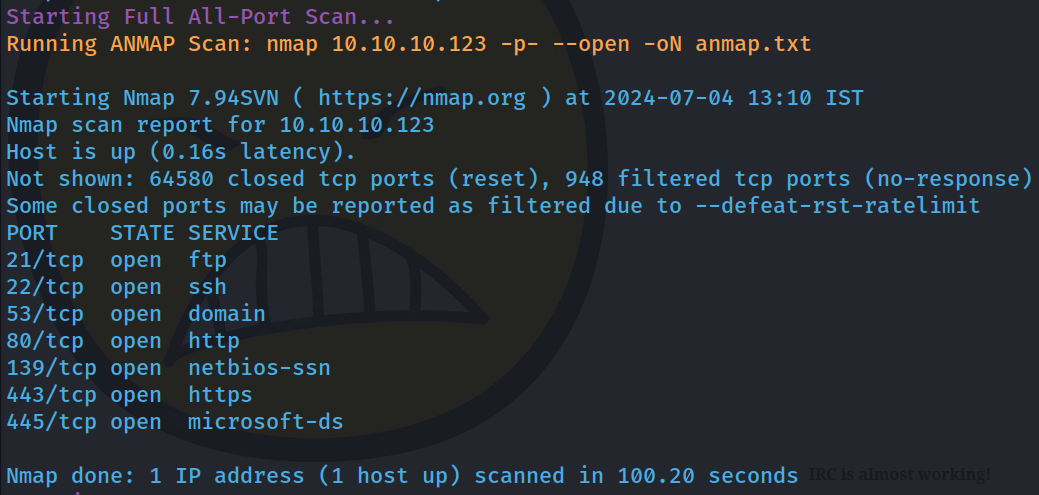 Starting Full All-Port Scan...
Running ANMAP Scan: nmap 10.10.10.123 -p- --open -oN anmap.txt
Starting Nmap 7.94SVN ( https://nmap.org ) at 2024-07-04 13:10 IST
Nmap scan report for 10.10.10.123
Host is up (0.16s latency).
Not shown: 64580 closed tcp ports (reset), 948 filtered tcp ports (no-response)
Some closed ports may be reported as filtered due to --defeat-rst-ratelimit
PORT    STATE SERVICE
21/tcp  open  ftp
22/tcp  open  ssh
53/tcp  open  domain
80/tcp  open  http
139/tcp open  netbios-ssn
443/tcp open  https
445/tcp open  microsoft-ds
Nmap done: 1 IP address (1 host up) scanned in 100.20 seconds IRC is almost working!